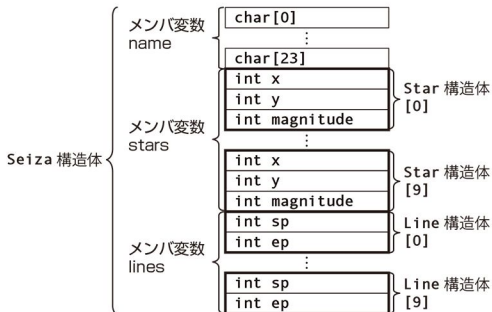 メンバ変数
name
char[0]
⋮
char[23]
Seiza 構造体
メンバ変数
stars
int x
int y
int magnitude
Star 構造体
[0]
⋮
int x
int y
int magnitude
Star 構造体
[9]
メンバ変数
lines
int sp
int ep
Line 構造体
[0]
⋮
int sp
int ep
Line 構造体
[9]